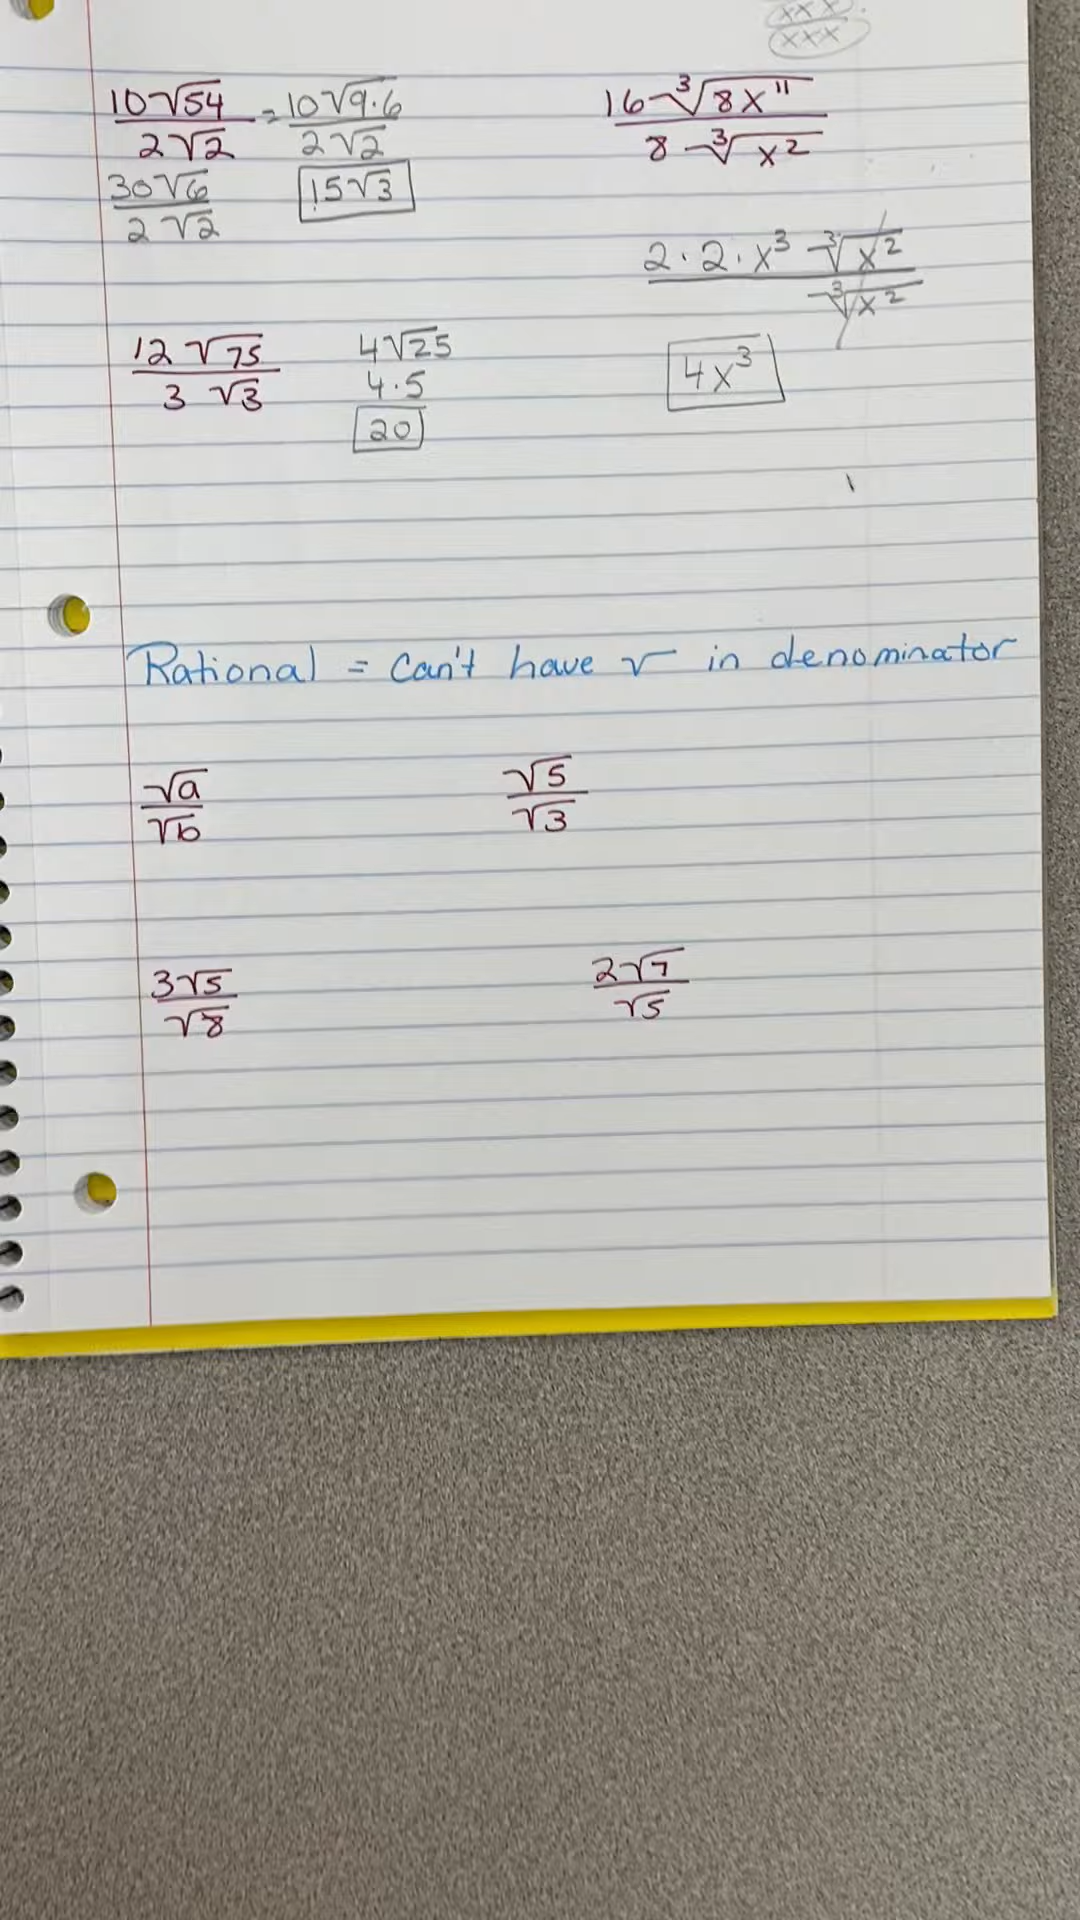 xxx
xxx
10√54/2√2 = 10√9·6/2√2
30√6/2√2
15√3
16 ∛8x¹¹ / 8 ∛x²
2·2·x³ ∛x² / ∛x²
4x³
12√75 / 3√3
4√25
4·5
20
Rational = can't have √ in denominator
√a/√b
√5/√3
3√5/√8
2√7/√5